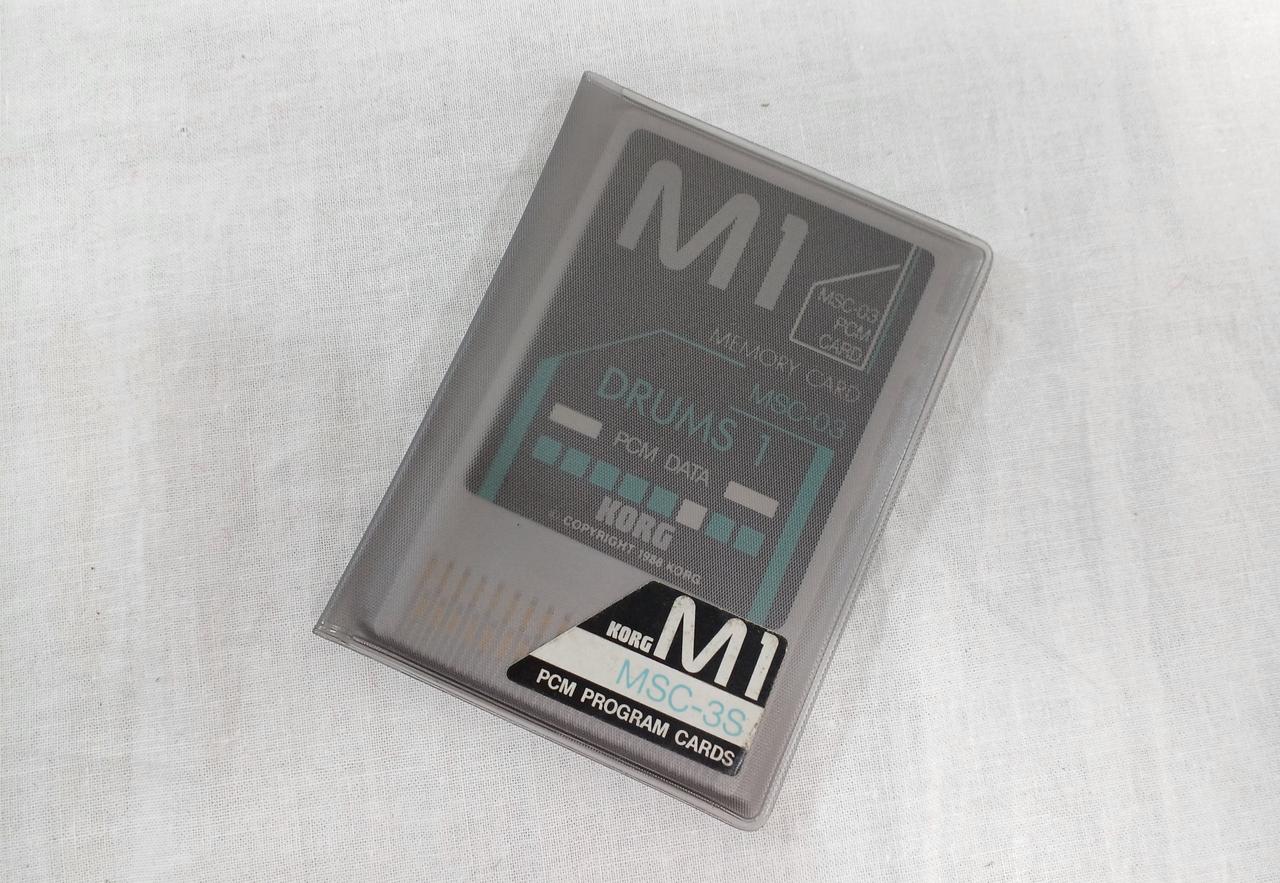 M1
MSC-03
PCM
CARD
MEMORY CARD
MSC-03
DRUMS 1
PCM DATA
KORG
© COPYRIGHT 1988 KORG
KORG M1
MSC-3S
PCM PROGRAM CARDS